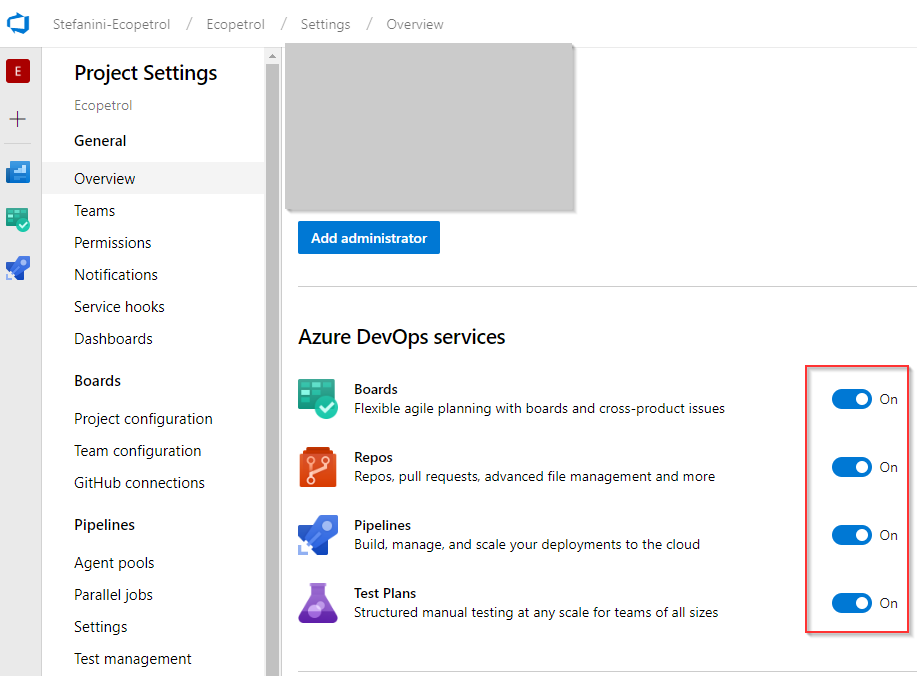 Stefanini-Ecopetrol / Ecopetrol / Settings / Overview
E
Project Settings
Ecopetrol
General
Overview
Teams
Permissions
Notifications
Service hooks
Dashboards
Boards
Project configuration
Team configuration
GitHub connections
Pipelines
Agent pools
Parallel jobs
Settings
Test management
Add administrator
Azure DevOps services
Boards
Flexible agile planning with boards and cross-product issues
On
Repos
Repos, pull requests, advanced file management and more
On
Pipelines
Build, manage, and scale your deployments to the cloud
On
Test Plans
Structured manual testing at any scale for teams of all sizes
On